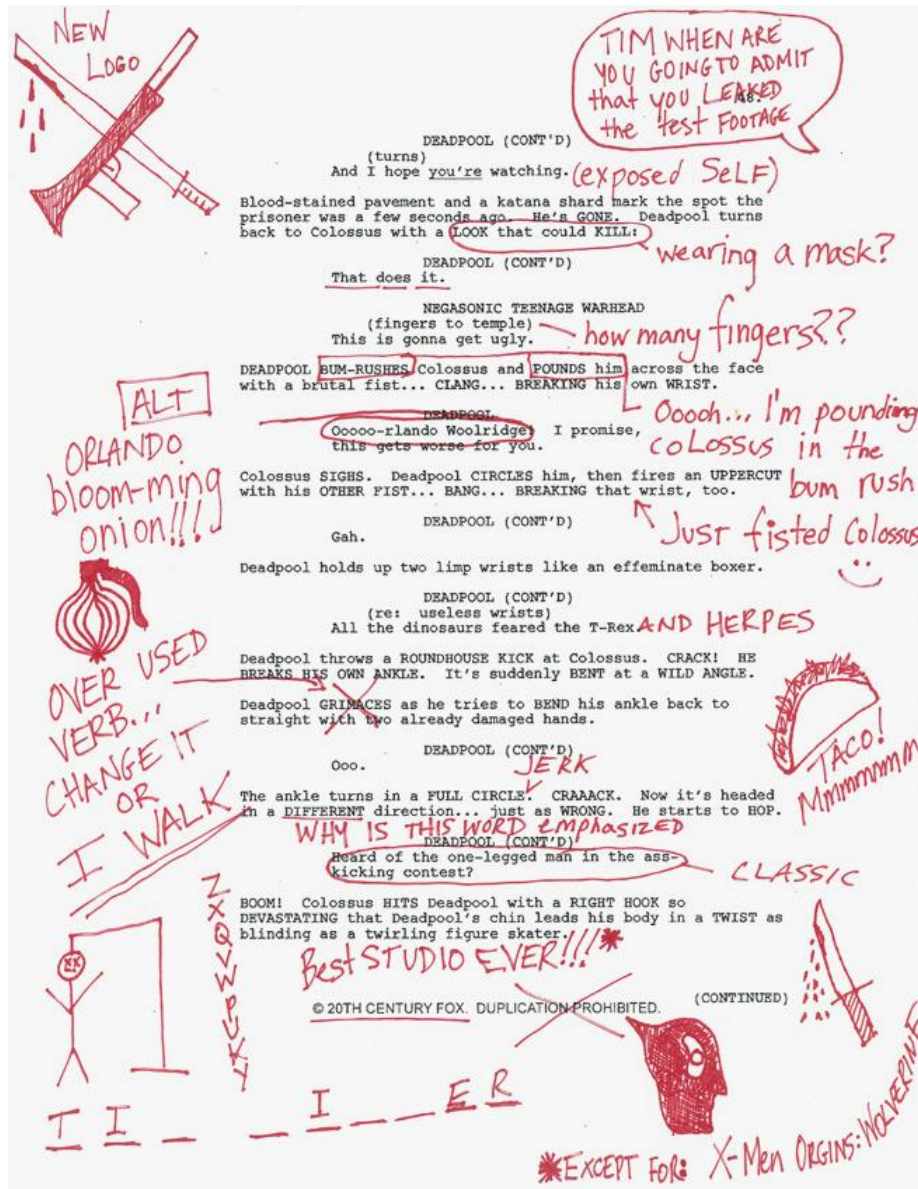 NEW
LOGO
TIM WHEN ARE
YOU GOING TO ADMIT
that you LEAKED
the test FOOTAGE
48.
DEADPOOL (CONT'D)
(turns)
And I hope you're watching.
(exposed SeLF)
Blood-stained pavement and a katana shard mark the spot the
prisoner was a few seconds ago. He's GONE. Deadpool turns
back to Colossus with a LOOK that could KILL:
wearing a mask?
DEADPOOL (CONT'D)
That does it.
NEGASONIC TEENAGE WARHEAD
(fingers to temple)
This is gonna get ugly.
how many fingers??
DEADPOOL BUM-RUSHES Colossus and POUNDS him across the face
with a brutal fist... CLANG... BREAKING his own WRIST.
ALT
ORLANDO
bloom-ming
onion!!!
DEADPOOL
Ooooo-rlando Woolridge! I promise,
this gets worse for you.
Ooooh... I'm pounding
coLossus in the
bum rush
Colossus SIGHS. Deadpool CIRCLES him, then fires an UPPERCUT
with his OTHER FIST... BANG... BREAKING that wrist, too.
Just fisted Colossus
DEADPOOL (CONT'D)
Gah.
Deadpool holds up two limp wrists like an effeminate boxer.
DEADPOOL (CONT'D)
(re: useless wrists)
All the dinosaurs feared the T-Rex.
AND HERPES
OVER USED
VERB...
CHANGE IT
OR
I WALK
Deadpool throws a ROUNDHOUSE KICK at Colossus. CRACK! HE
BREAKS HIS OWN ANKLE. It's suddenly BENT at a WILD ANGLE.
Deadpool GRIMACES as he tries to BEND his ankle back to
straight with two already damaged hands.
TACO!
Mmmmmmm
DEADPOOL (CONT'D)
Ooo.
JERK
The ankle turns in a FULL CIRCLE. CRAAACK. Now it's headed
in a DIFFERENT direction... just as WRONG. He starts to HOP.
WHY IS THIS WORD emphasized
DEADPOOL (CONT'D)
Heard of the one-legged man in the ass-
kicking contest?
CLASSIC
BOOM! Colossus HITS Deadpool with a RIGHT HOOK so
DEVASTATING that Deadpool's chin leads his body in a TWIST as
blinding as a twirling figure skater.
Best STUDIO EVER!!!*
(CONTINUED)
© 20TH CENTURY FOX. DUPLICATION PROHIBITED.
ZXQVWPUKY
TI_ _I__ER
*EXCEPT FOR: X-Men ORGINS: WOLVERINE